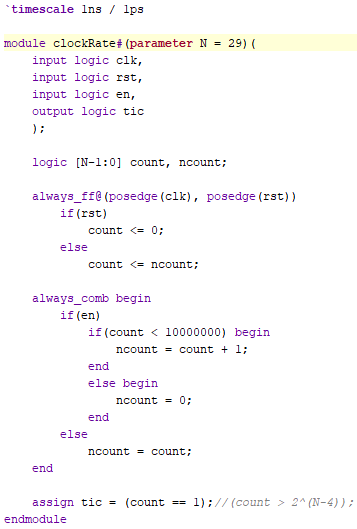 `timescale 1ns / 1ps
module clockRate#(parameter N = 29)(
input logic clk,
input logic rst,
input logic en,
output logic tic
);
logic [N-1:0] count, ncount;
always_ff@(posedge(clk), posedge(rst))
if(rst)
count <= 0;
else
count <= ncount;
always_comb begin
if(en)
if(count < 10000000) begin
ncount = count + 1;
end
else begin
ncount = 0;
end
else
ncount = count;
end
assign tic = (count == 1);//(count > 2^(N-4));
endmodule